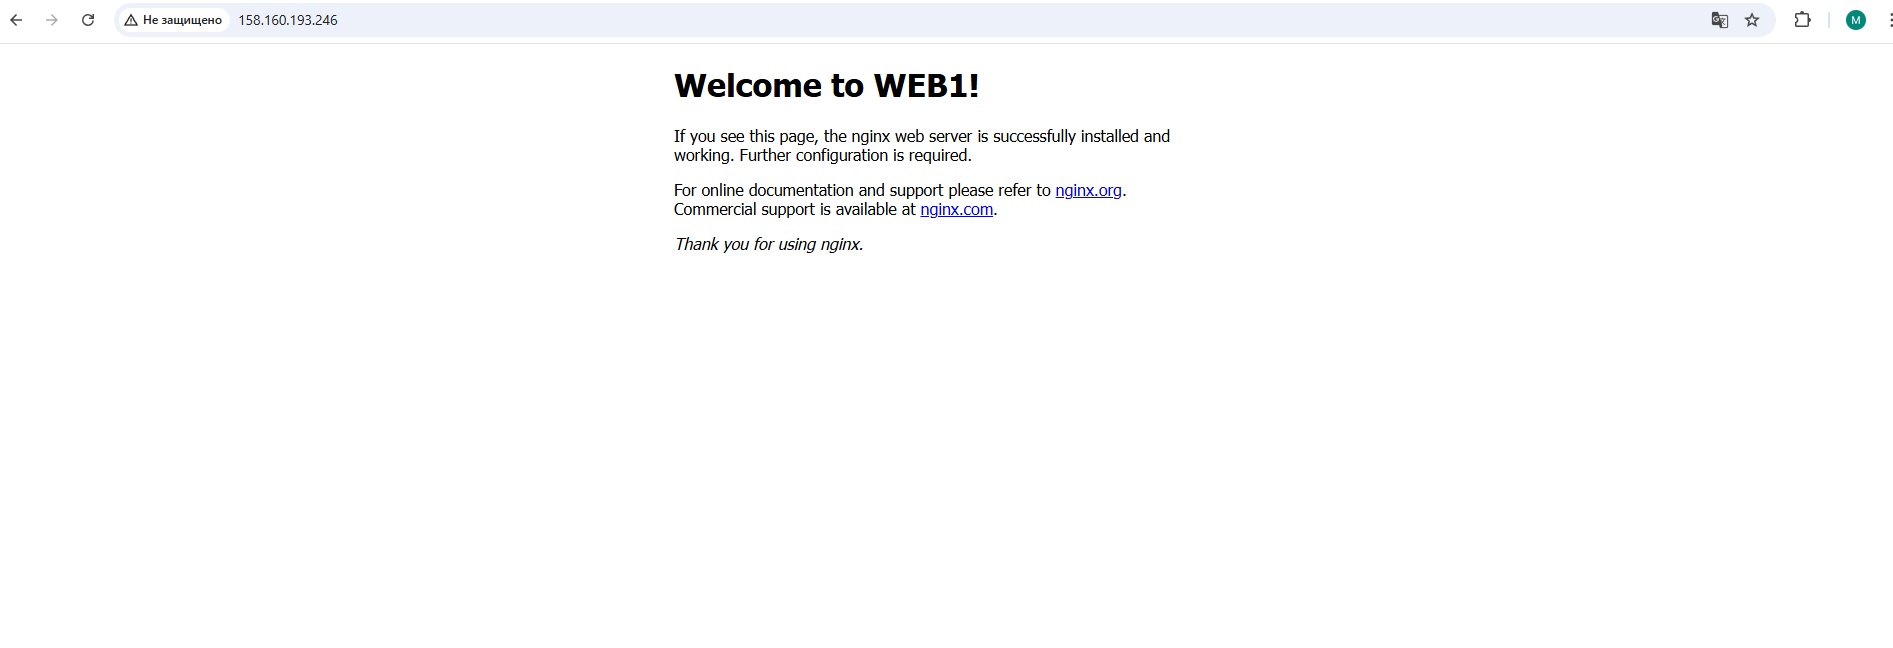 Не защищено 158.160.193.246
M
Welcome to WEB1!
If you see this page, the nginx web server is successfully installed and
working. Further configuration is required.
For online documentation and support please refer to nginx.org.
Commercial support is available at nginx.com.
Thank you for using nginx.